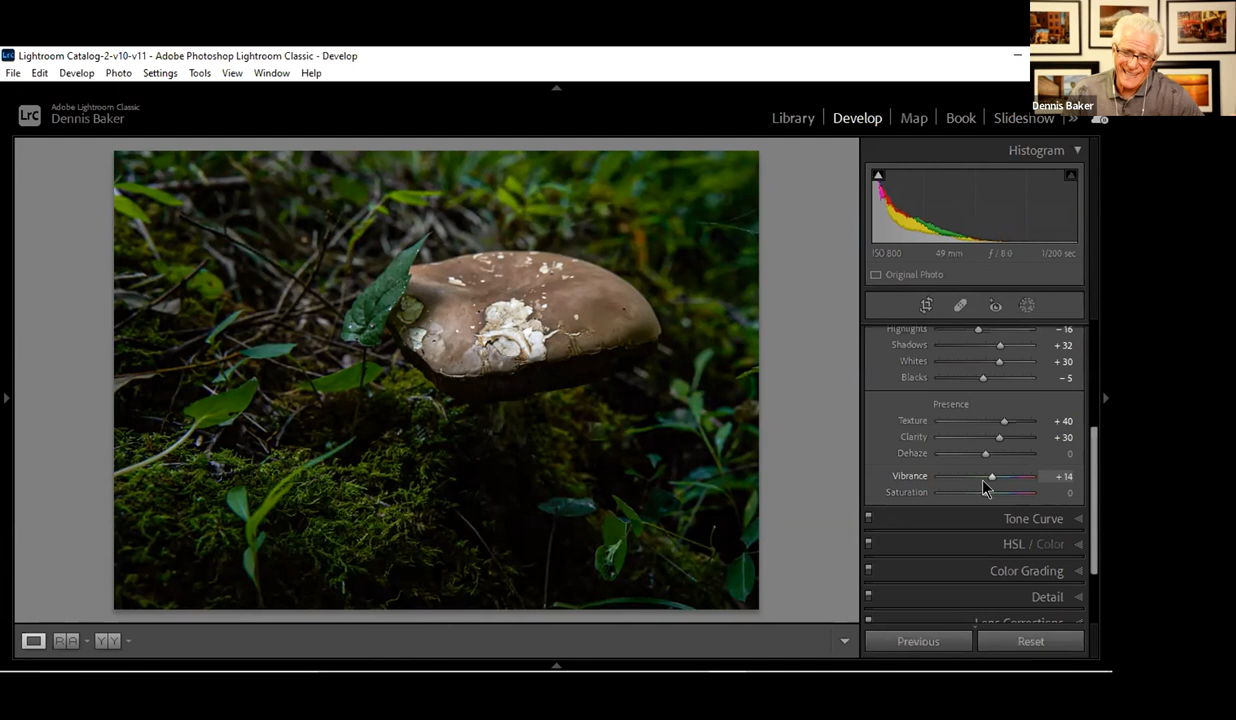 Lightroom Catalog-2-v10-v11 - Adobe Photoshop Lightroom Classic - Develop
File Edit Develop Photo Settings Tools View Window Help
Dennis Baker
Lrc
Adobe Lightroom Classic
Dennis Baker
Library | Develop | Map | Book | Slideshow »
Histogram
ISO 800 49 mm ƒ / 8.0 1/200 sec
Original Photo
Highlights - 16
Shadows + 32
Whites + 30
Blacks - 5
Presence
Texture + 40
Clarity + 30
Dehaze 0
Vibrance + 14
Saturation 0
Tone Curve
HSL / Color
Color Grading
Detail
Lens Corrections
Previous Reset
R A Y Y